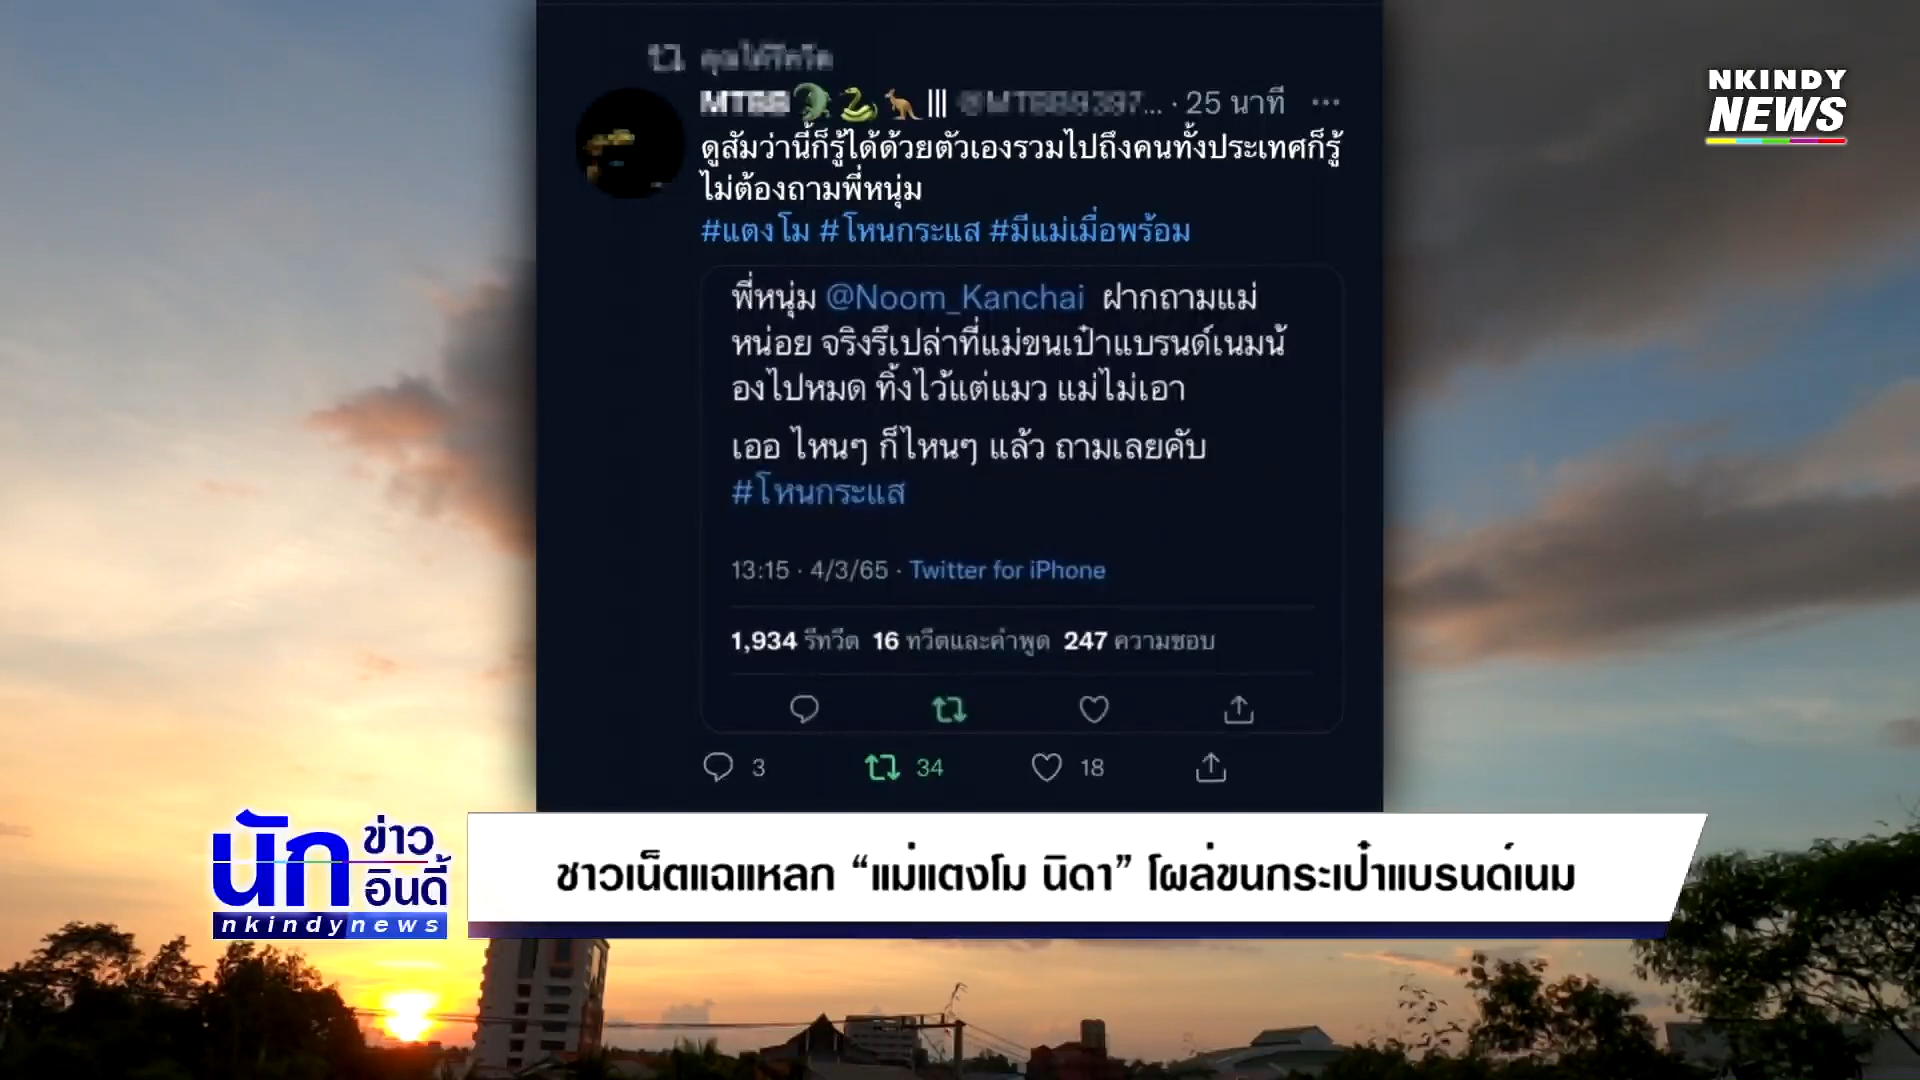 NKINDY
NEWS
25 นาที
ดูสัมว่านี้ก็รู้ได้ด้วยตัวเองรวมไปถึงคนทั้งประเทศก็รู้
ไม่ต้องถามพี่หนุ่ม
#แตงโม #โหนกระแส #มีแม่เมื่อพร้อม
พี่หนุ่ม @Noom_Kanchai ฝากถามแม่
หน่อย จริงรึเปล่าที่แม่ขนเป๋าแบรนด์เนมน้
องไปหมด ทิ้งไว้แต่แมว แม่ไม่เอา
เออ ไหนๆ ก็ไหนๆ แล้ว ถามเลยคับ
#โหนกระแส
13:15 · 4/3/65 · Twitter for iPhone
1,934 รีทวีต 16 ทวีตและคำพูด 247 ความชอบ
3 34 18
นักข่าวอินดี้
nkindynews
ชาวเน็ตแฉแหลก “แม่แตงโม นิดา” โผล่ขนกระเป๋าแบรนด์เนม